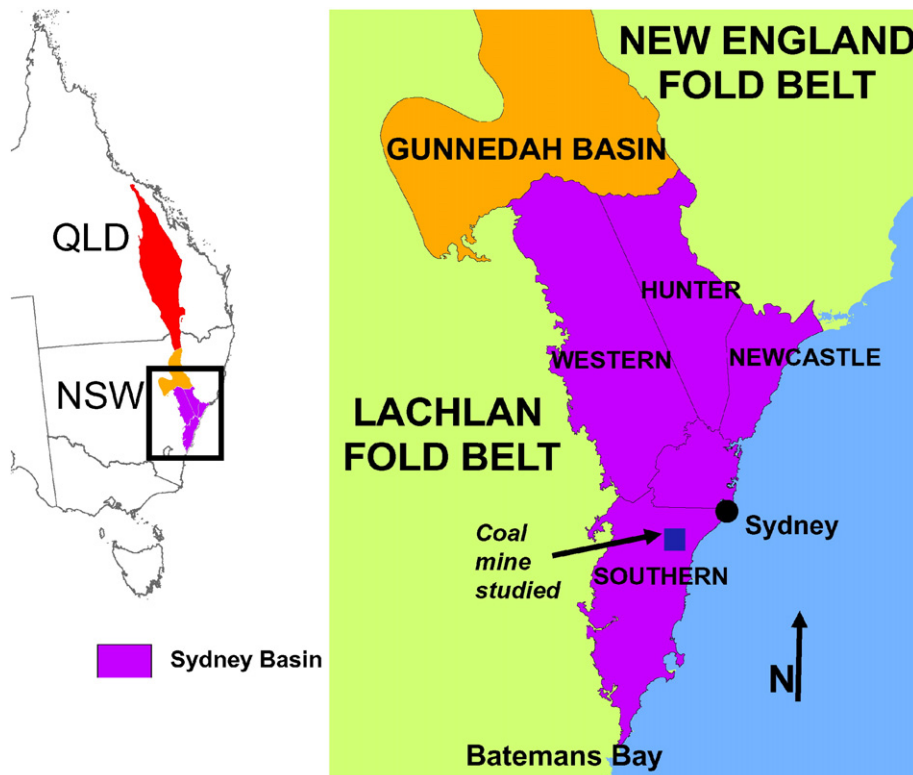 QLD
NSW
Sydney Basin
NEW ENGLAND
FOLD BELT
GUNNEDAH BASIN
HUNTER
WESTERN
NEWCASTLE
LACHLAN
FOLD BELT
Coal
mine
studied
Sydney
SOUTHERN
N
Batemans Bay